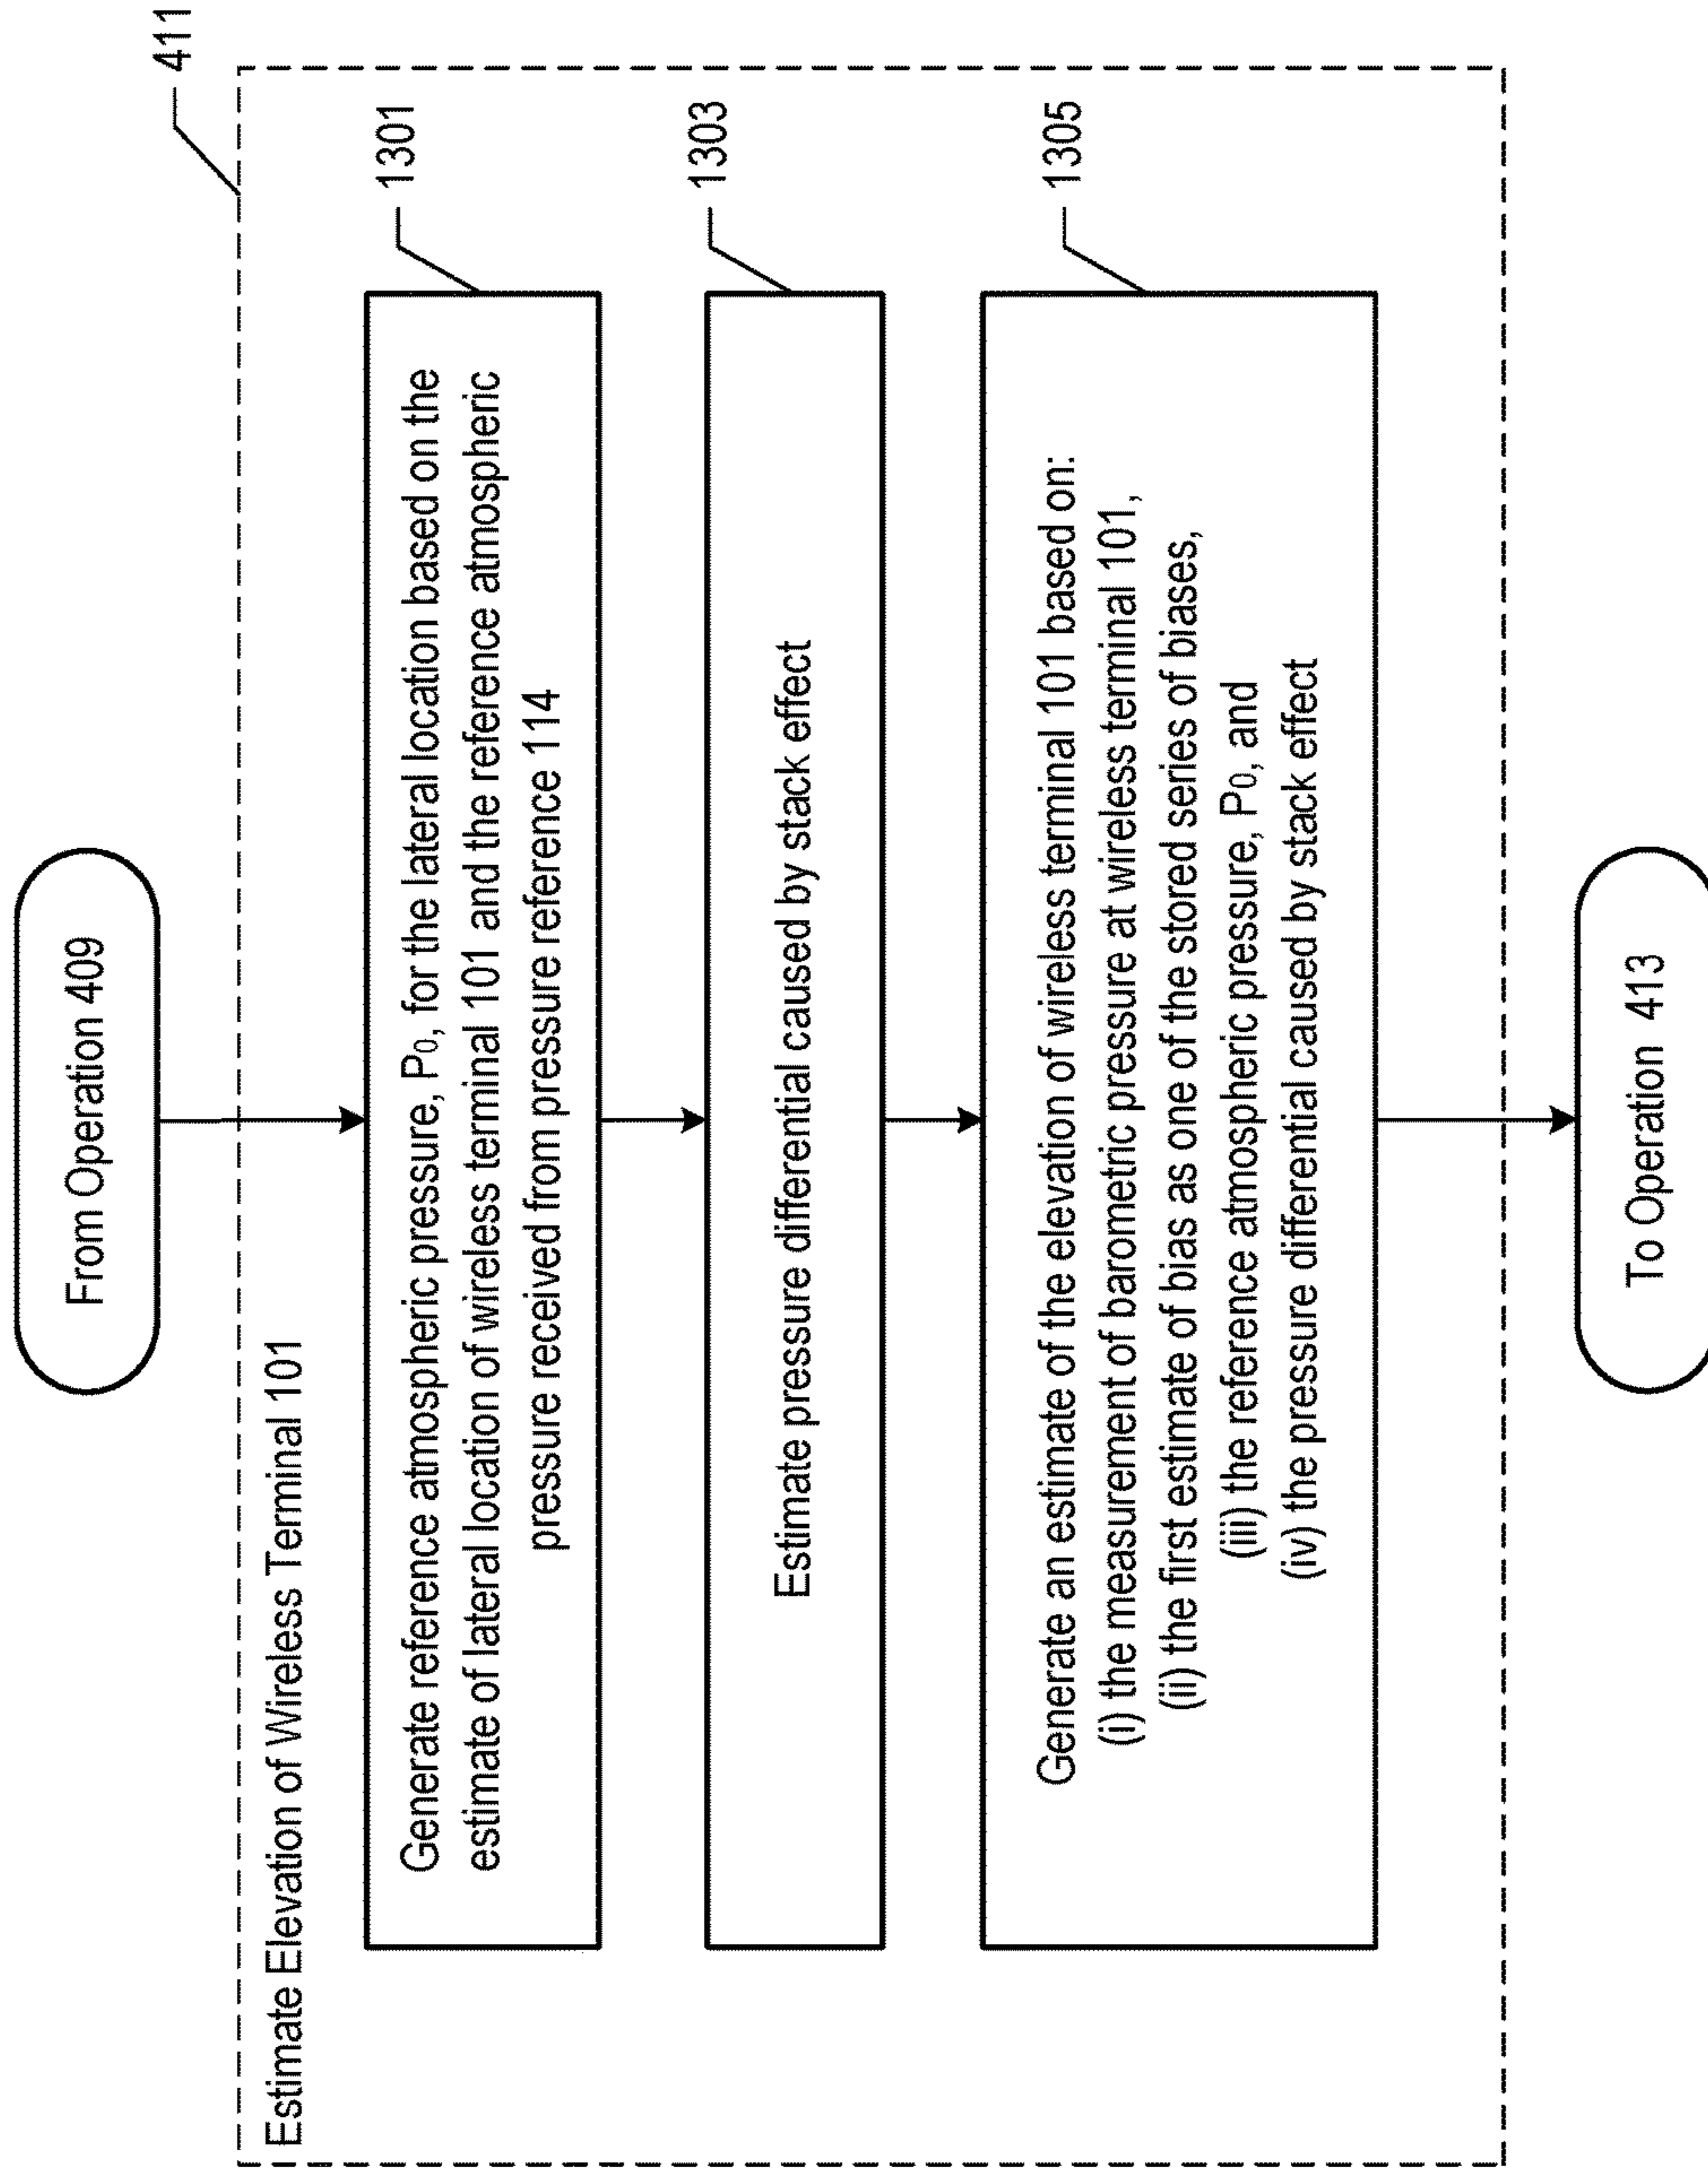 From Operation 409
411
Estimate Elevation of Wireless Terminal 101
1301
Generate reference atmospheric pressure, P0, for the lateral location based on the
estimate of lateral location of wireless terminal 101 and the reference atmospheric
pressure received from pressure reference 114
1303
Estimate pressure differential caused by stack effect
1305
Generate an estimate of the elevation of wireless terminal 101 based on:
(i) the measurement of barometric pressure at wireless terminal 101,
(ii) the first estimate of bias as one of the stored series of biases,
(iii) the reference atmospheric pressure, P0, and
(iv) the pressure differential caused by stack effect
To Operation 413